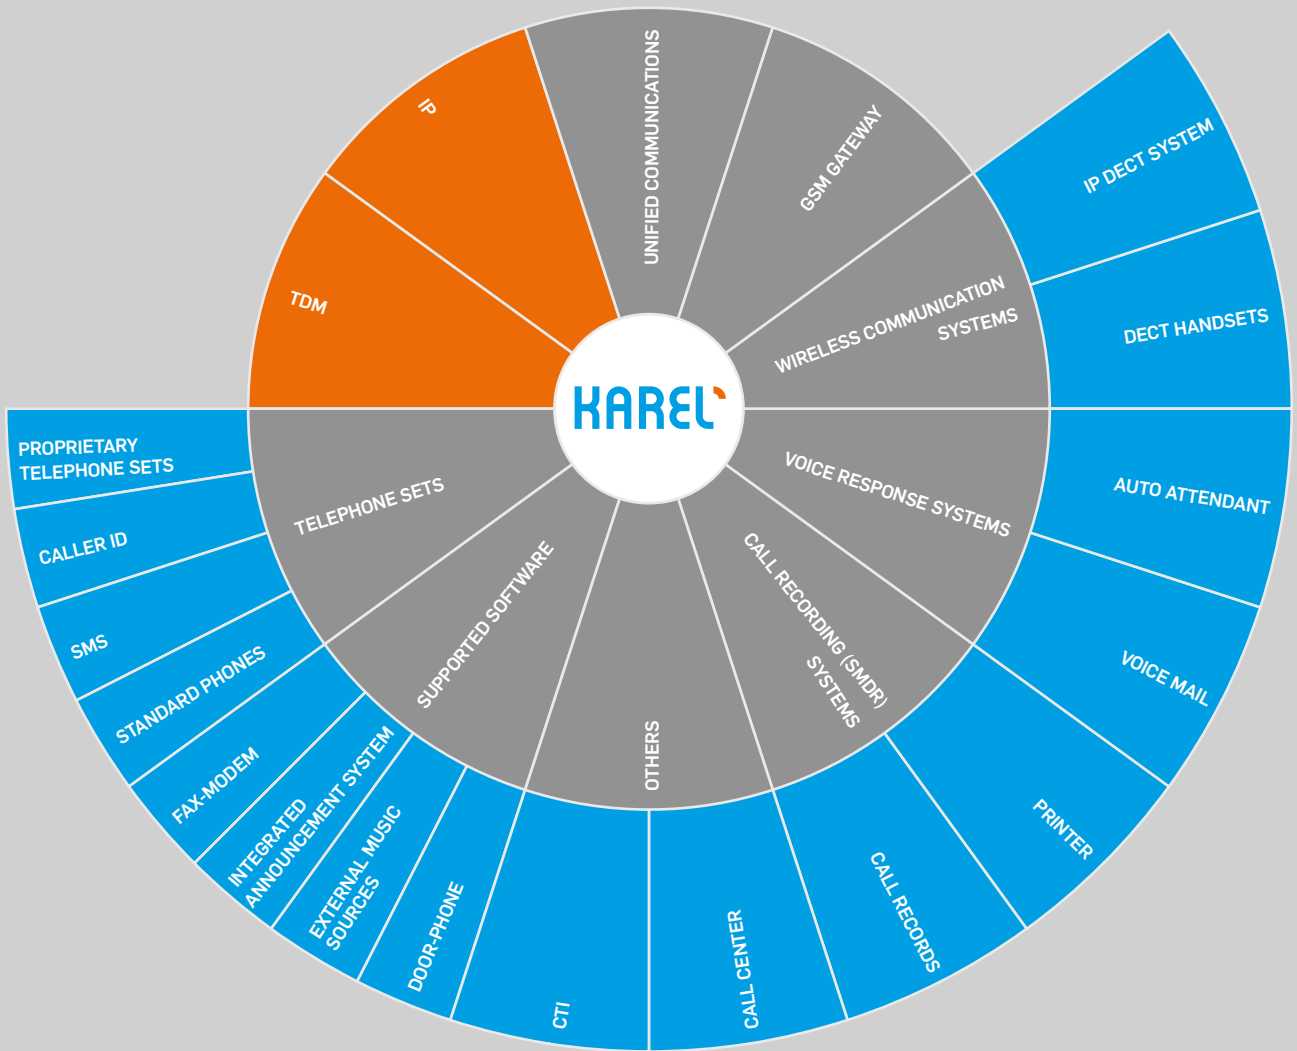 UNIFIED COMMUNICATIONS
GSM GATEWAY
IP
TDM
WIRELESS COMMUNICATION
SYSTEMS
IP DECT SYSTEM
DECT HANDSETS
KAREL
VOICE RESPONSE SYSTEMS
AUTO ATTENDANT
VOICE MAIL
CALL RECORDING (SMDR)
SYSTEMS
PRINTER
CALL RECORDS
OTHERS
CALL CENTER
CTI
SUPPORTED SOFTWARE
DOOR-PHONE
EXTERNAL MUSIC
SOURCES
INTEGRATED
ANNOUNCEMENT SYSTEM
FAX-MODEM
TELEPHONE SETS
STANDARD PHONES
SMS
CALLER ID
PROPRIETARY
TELEPHONE SETS